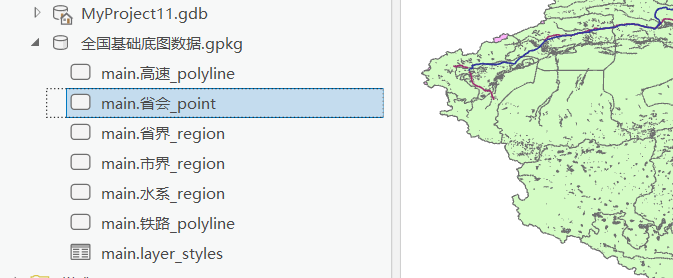 MyProject11.gdb
全国基础底图数据.gpkg
main.高速_polyline
main.省会_point
main.省界_region
main.市界_region
main.水系_region
main.铁路_polyline
main.layer_styles